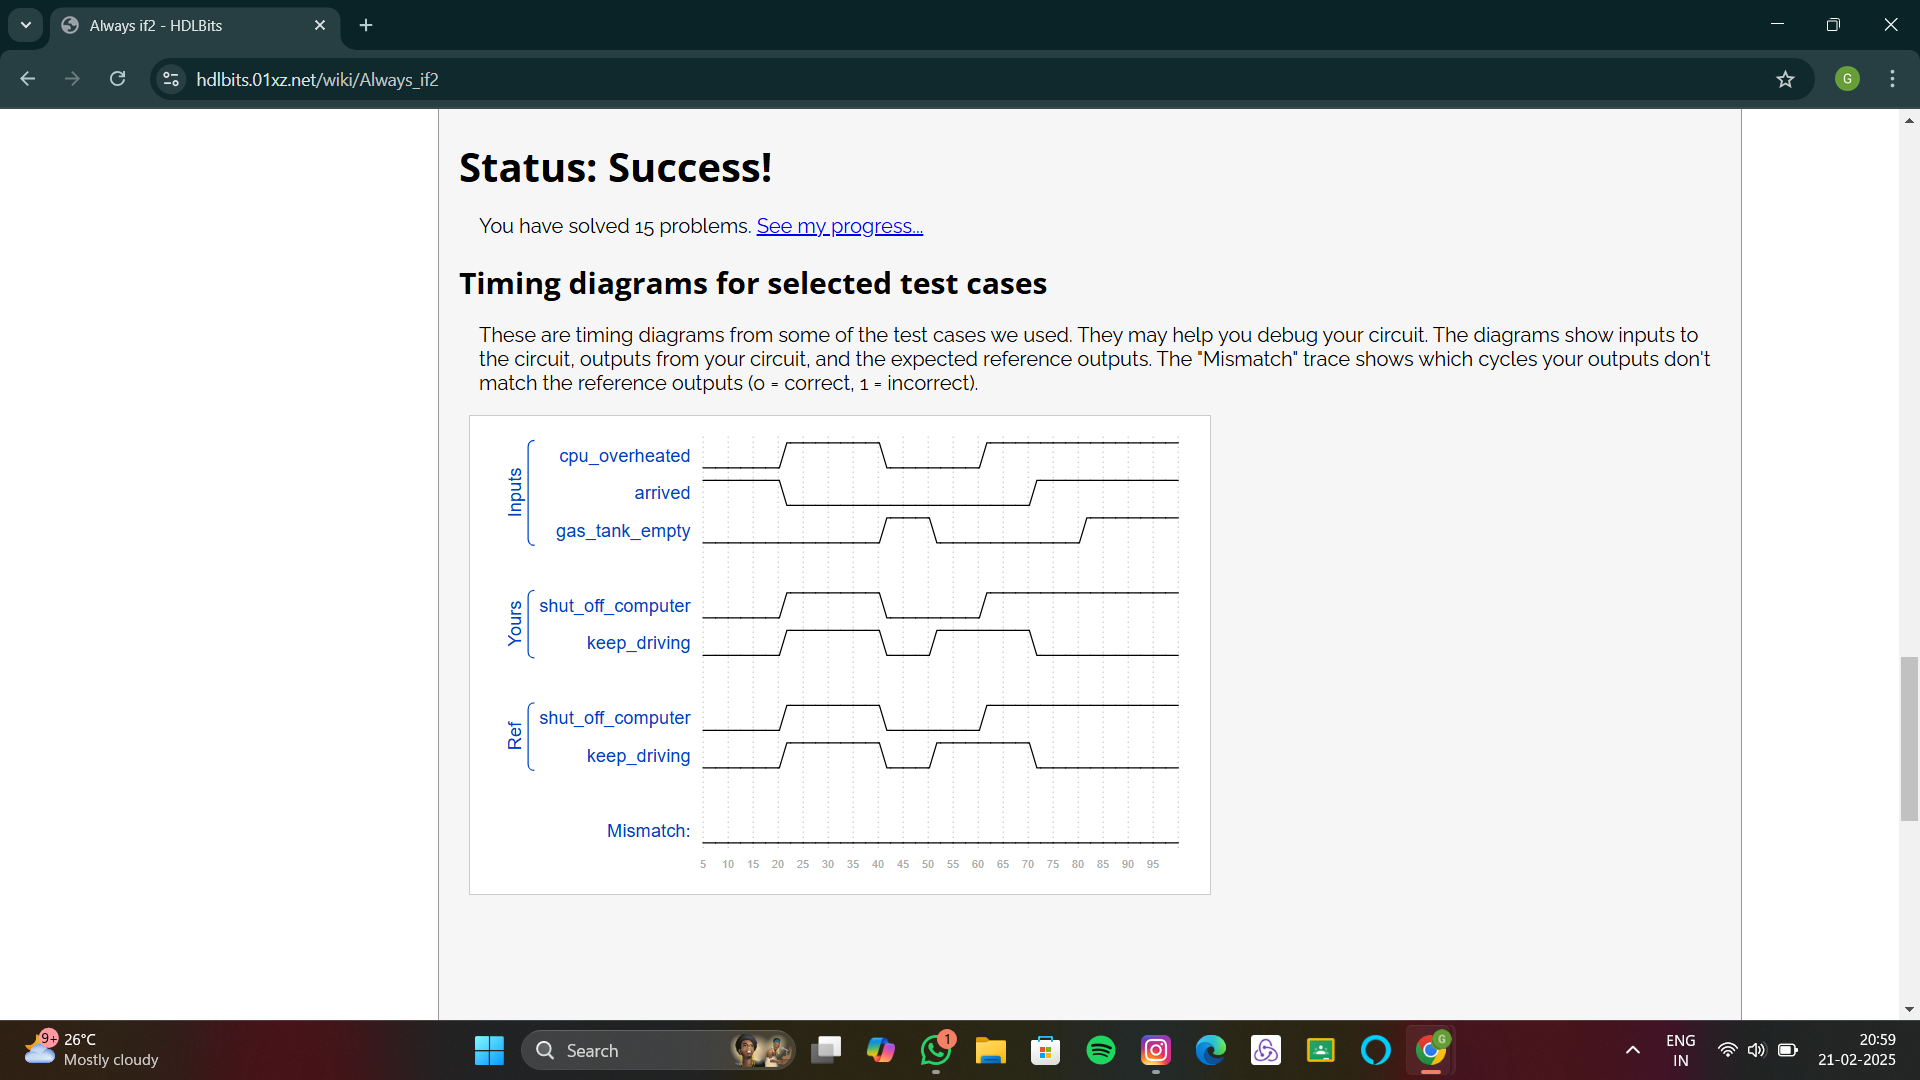 Always if2 - HDLBits
hdlbits.01xz.net/wiki/Always_if2
G
Status: Success!
You have solved 15 problems. See my progress...
Timing diagrams for selected test cases
These are timing diagrams from some of the test cases we used. They may help you debug your circuit. The diagrams show inputs to
the circuit, outputs from your circuit, and the expected reference outputs. The "Mismatch" trace shows which cycles your outputs don't
match the reference outputs (0 = correct, 1 = incorrect).
Inputs
cpu_overheated
arrived
gas_tank_empty
Yours
shut_off_computer
keep_driving
Ref
shut_off_computer
keep_driving
Mismatch:
5 10 15 20 25 30 35 40 45 50 55 60 65 70 75 80 85 90 95
9+
26°C
Mostly cloudy
Search
1
G
ENG
IN
20:59
21-02-2025